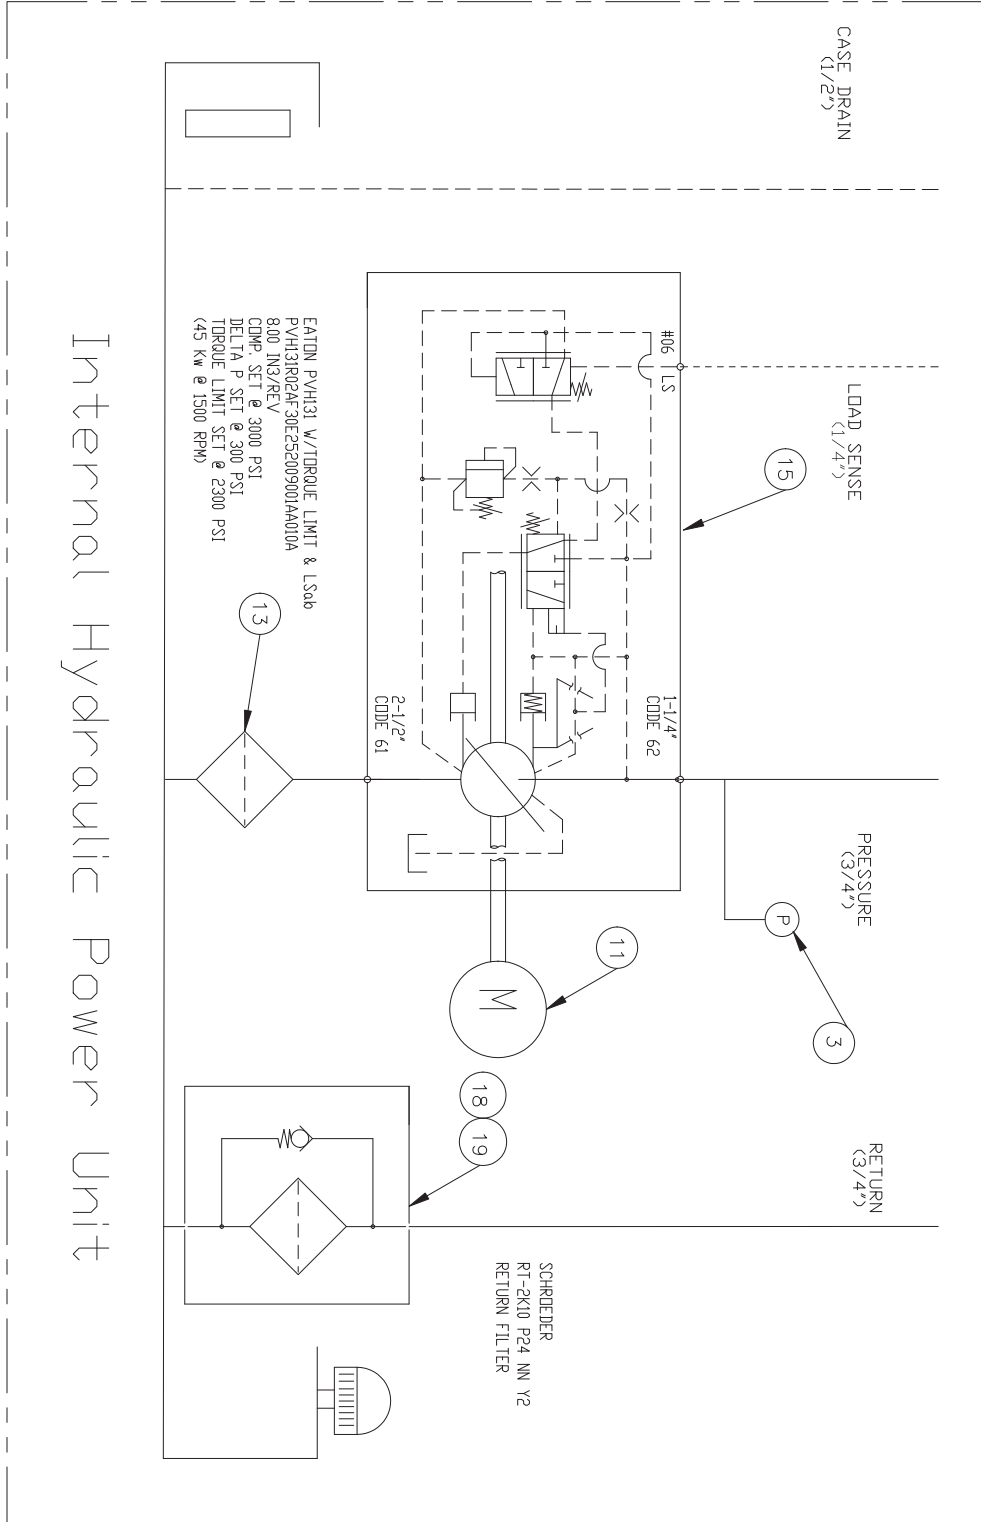 CASE DRAIN
(1/2")
LOAD SENSE
(1/4")
PRESSURE
(3/4")
RETURN
(3/4")
15
P
3
11
18
19
13
#06 LS
1-1/4"
CODE 62
2-1/2"
CODE 61
M
EATON PVH131 W/TORQUE LIMIT & LSab
PVH131R02AF30E252009001AA010A
8.00 IN3/REV
COMP. SET @ 3000 PSI
DELTA P SET @ 300 PSI
TORQUE LIMIT SET @ 2300 PSI
(45 Kw @ 1500 RPM)
SCHROEDER
RT-2K10 P24 NN Y2
RETURN FILTER
Internal Hydraulic Power Unit